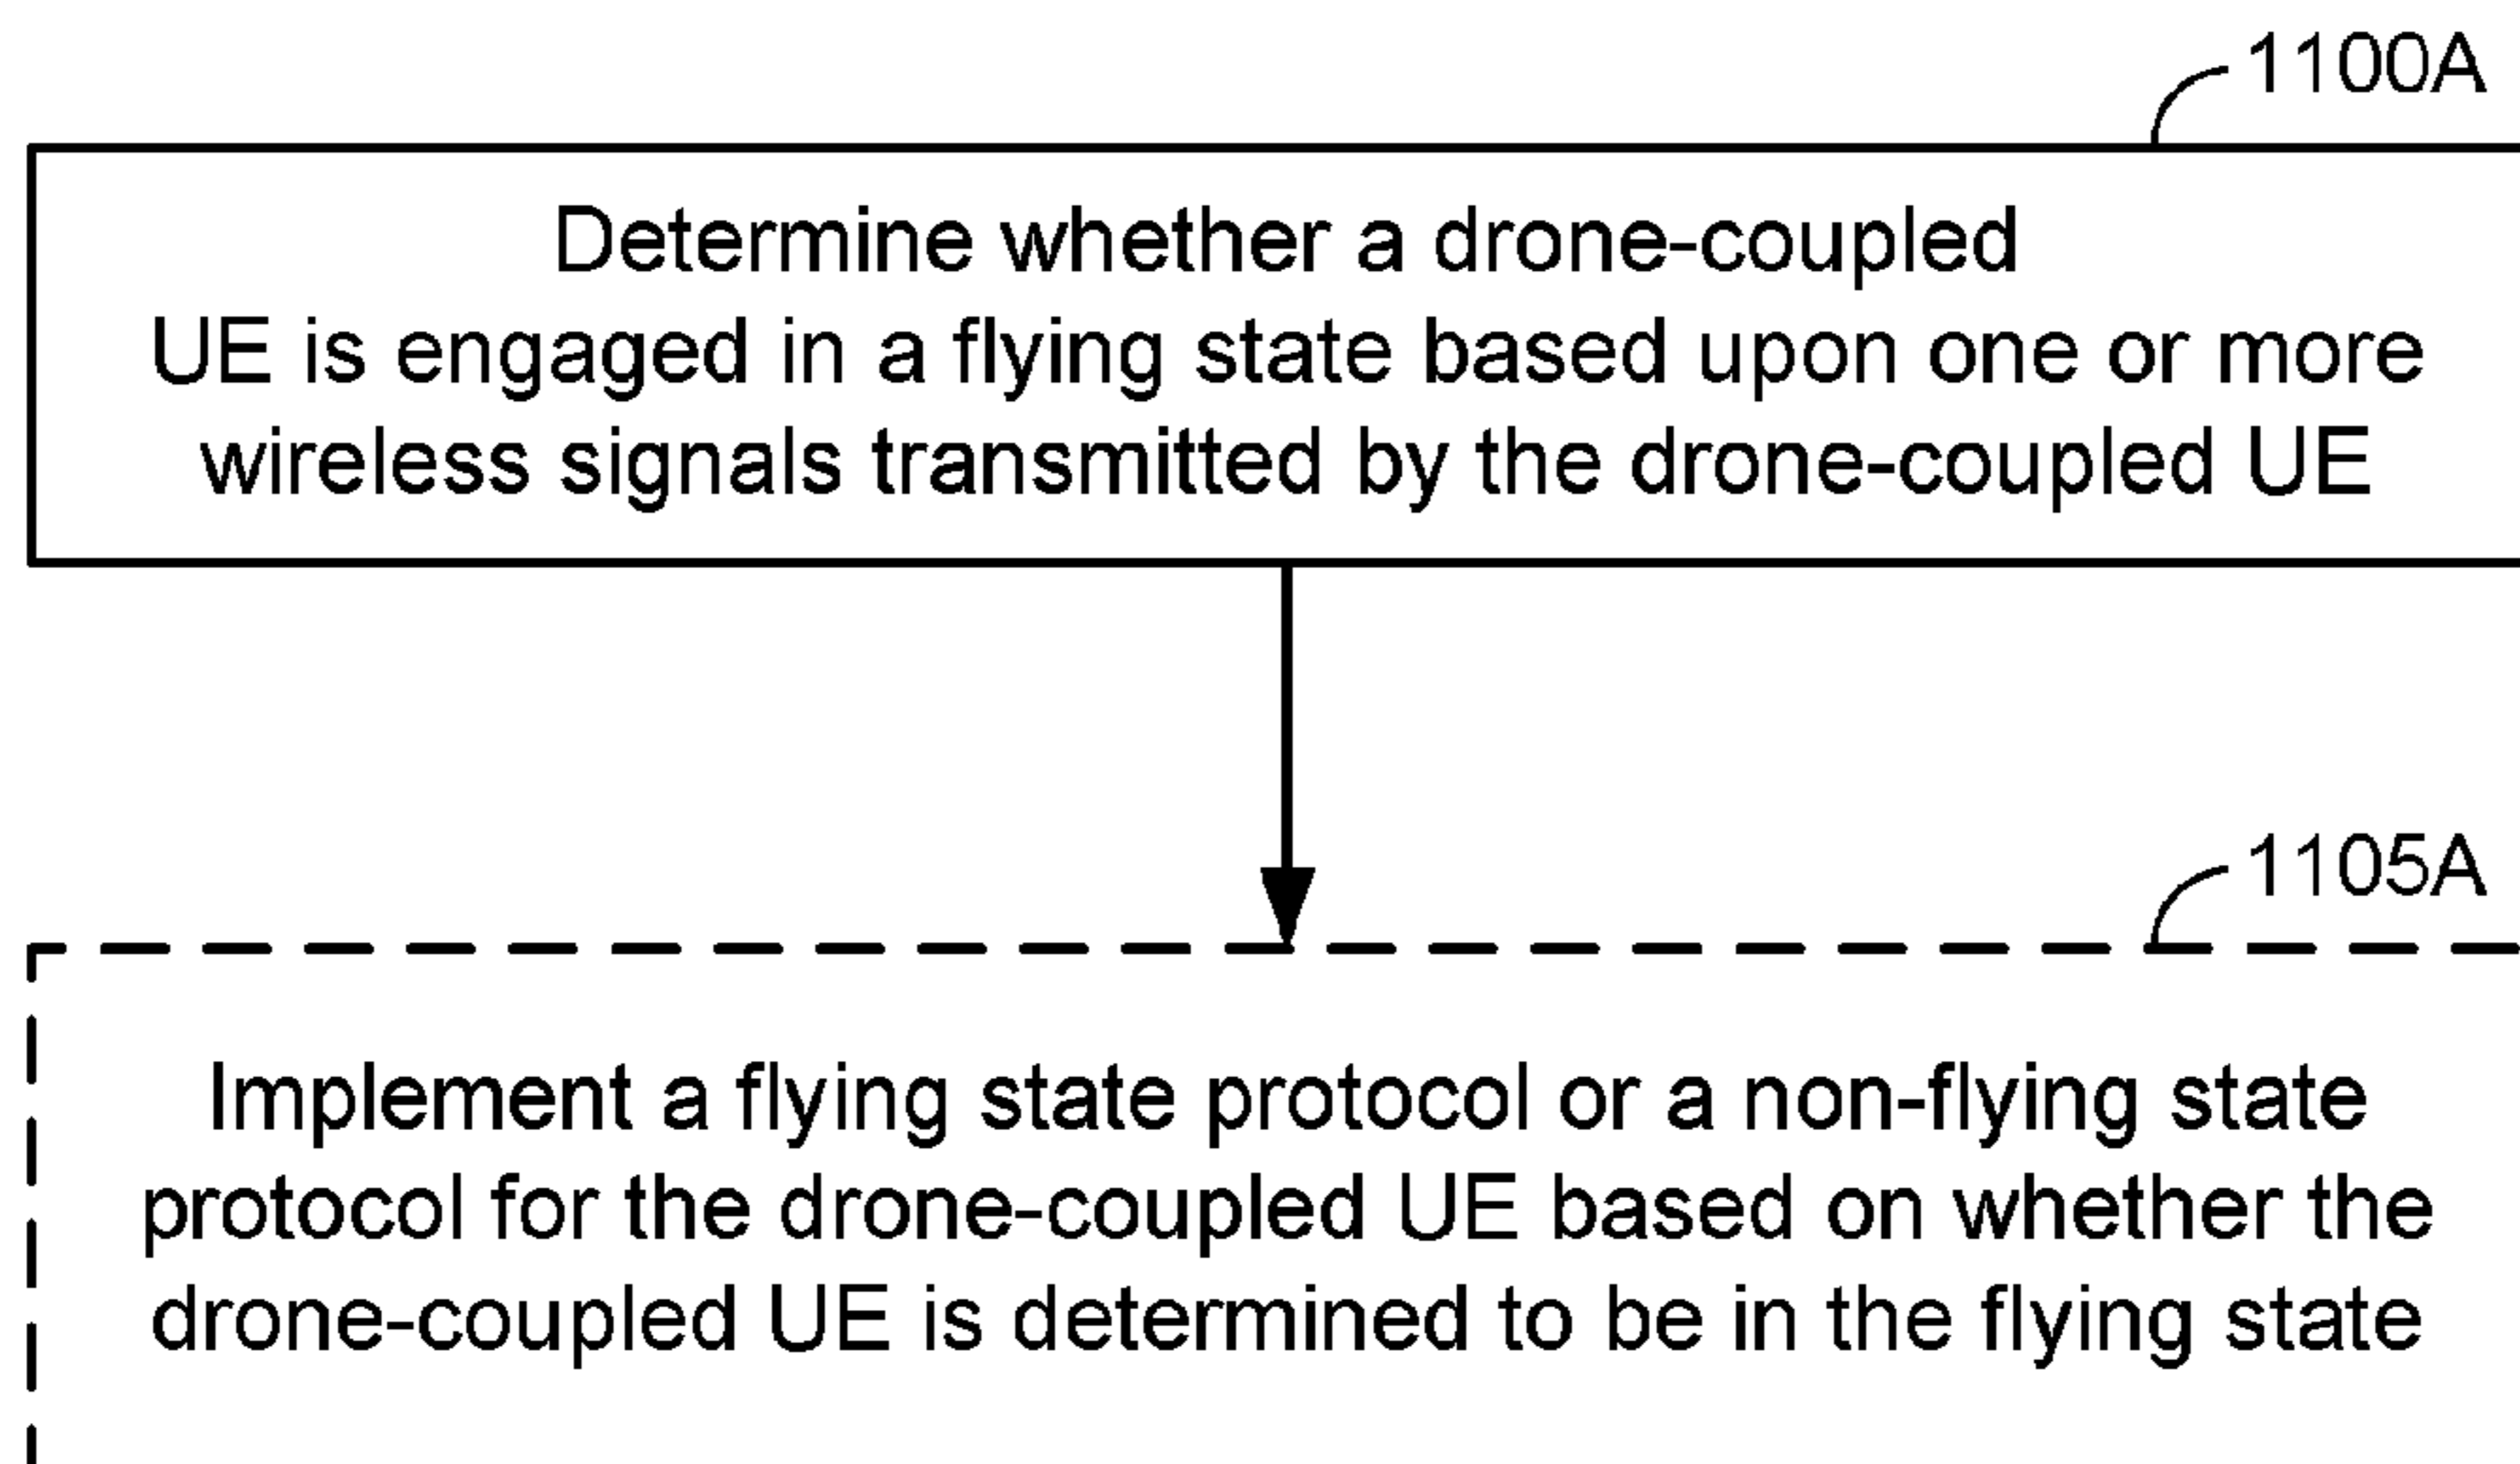 1100A
Determine whether a drone-coupled
UE is engaged in a flying state based upon one or more
wireless signals transmitted by the drone-coupled UE
1105A
Implement a flying state protocol or a non-flying state
protocol for the drone-coupled UE based on whether the
drone-coupled UE is determined to be in the flying state